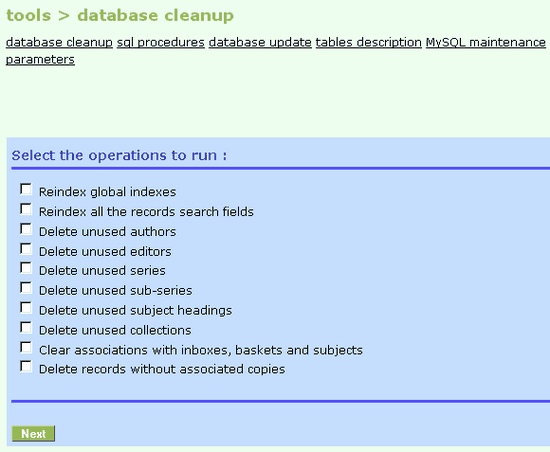 tools > database cleanup
database cleanup sql procedures database update tables description MySQL maintenance
parameters
Select the operations to run :
Reindex global indexes
Reindex all the records search fields
Delete unused authors
Delete unused editors
Delete unused series
Delete unused sub-series
Delete unused subject headings
Delete unused collections
Clear associations with inboxes, baskets and subjects
Delete records without associated copies
Next